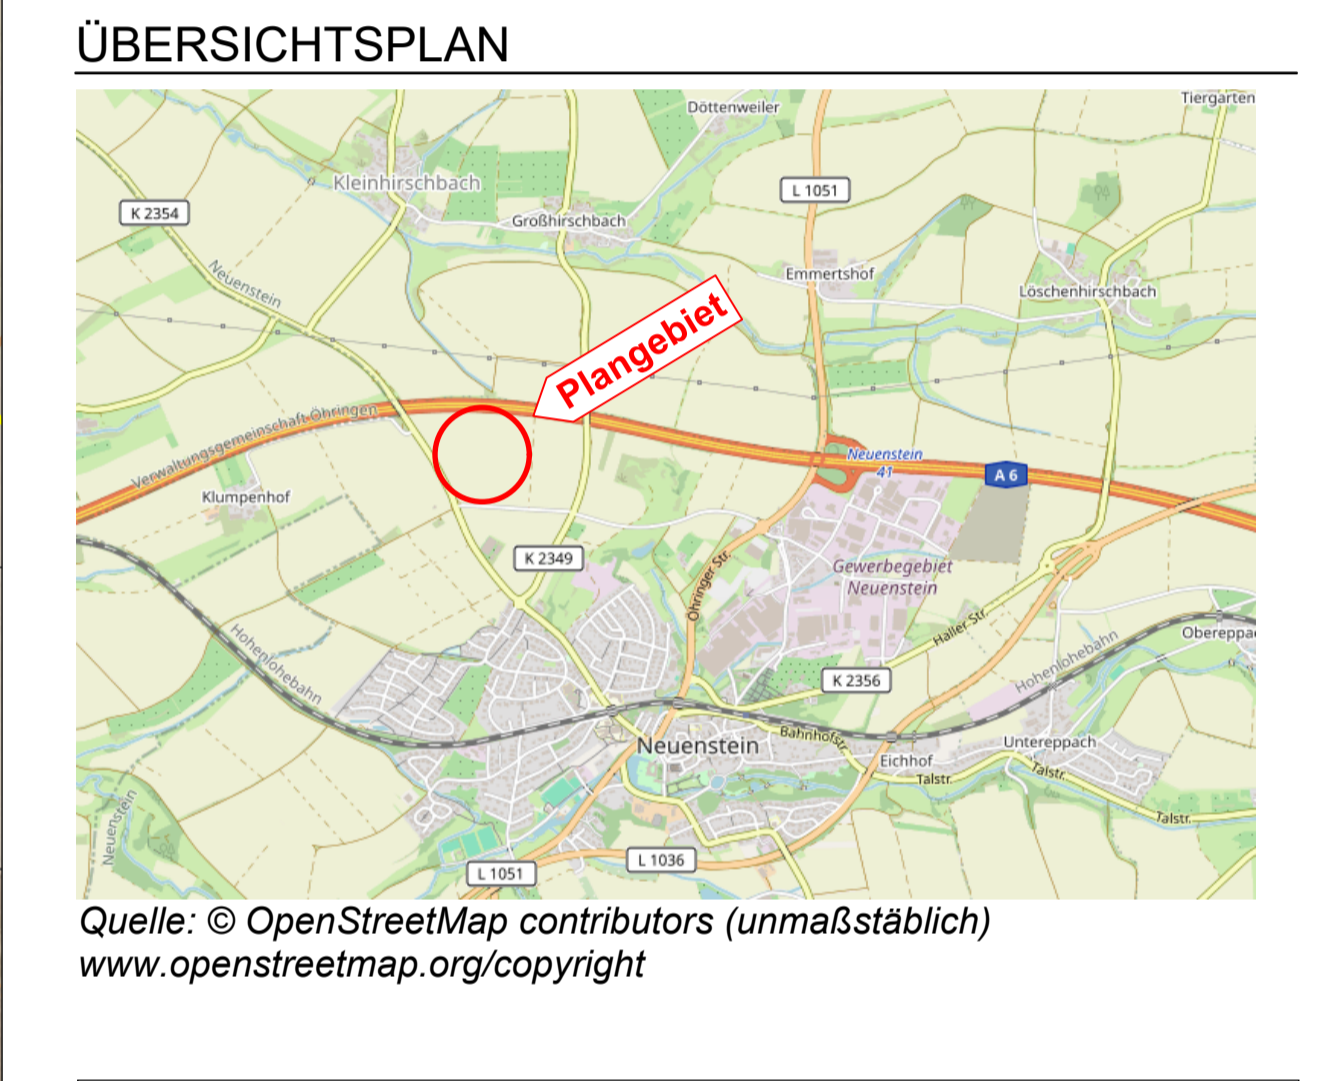 ÜBERSICHTSPLAN
Döttenweiler
Tiergarten
Kleinhirschbach
L 1051
K 2354
Großhirschbach
Neuenstein
Emmertshof
Löschenhirschbach
Plangebiet
Verwaltungsgemeinschaft Öhringen
Neuenstein
41
A 6
Klumpenhof
K 2349
Öhringer Str.
Gewerbegebiet
Neuenstein
Haller Str.
Hohenlohebahn
Hohenlohebahn
Obereppa
K 2356
Neuenstein
Bahnhofstr.
Untereppach
Eichhof
Talstr.
Talstr.
Talstr.
Neuenstein
L 1036
L 1051
Quelle: © OpenStreetMap contributors (unmaßstäblich)
www.openstreetmap.org/copyright